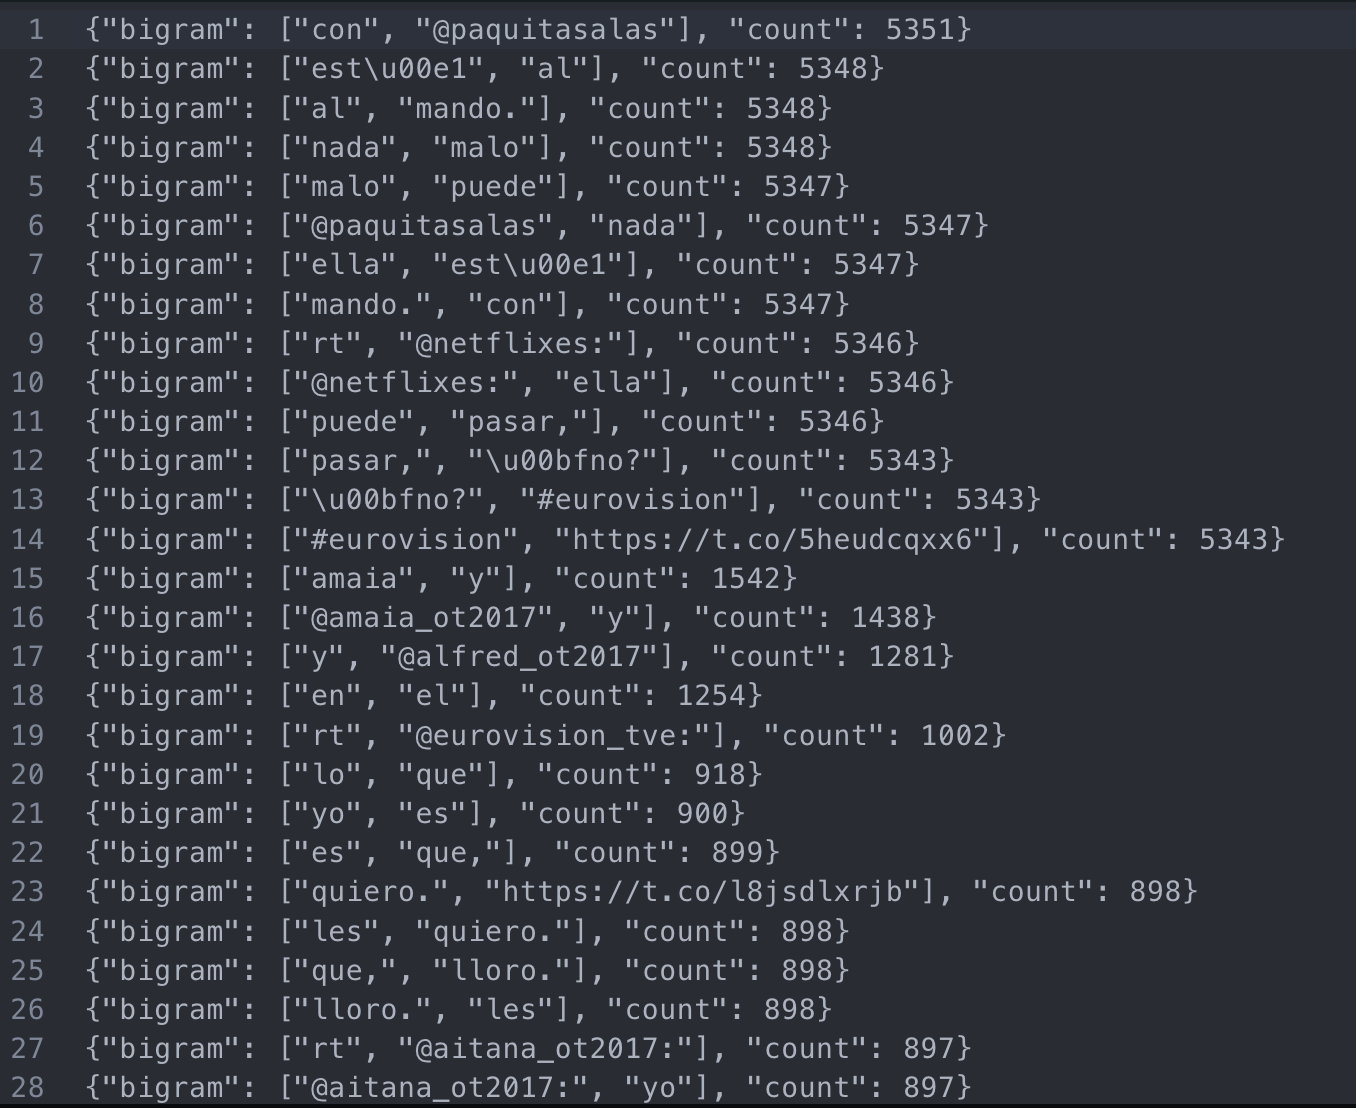 1 {"bigram": ["con", "@paquitasalas"], "count": 5351}
2 {"bigram": ["est\u00e1", "al"], "count": 5348}
3 {"bigram": ["al", "mando."], "count": 5348}
4 {"bigram": ["nada", "malo"], "count": 5348}
5 {"bigram": ["malo", "puede"], "count": 5347}
6 {"bigram": ["@paquitasalas", "nada"], "count": 5347}
7 {"bigram": ["ella", "est\u00e1"], "count": 5347}
8 {"bigram": ["mando.", "con"], "count": 5347}
9 {"bigram": ["rt", "@netflixes:"], "count": 5346}
10 {"bigram": ["@netflixes:", "ella"], "count": 5346}
11 {"bigram": ["puede", "pasar,"], "count": 5346}
12 {"bigram": ["pasar,", "\u00bfno?"], "count": 5343}
13 {"bigram": ["\u00bfno?", "#eurovision"], "count": 5343}
14 {"bigram": ["#eurovision", "https://t.co/5heudcqxx6"], "count": 5343}
15 {"bigram": ["amaia", "y"], "count": 1542}
16 {"bigram": ["@amaia_ot2017", "y"], "count": 1438}
17 {"bigram": ["y", "@alfred_ot2017"], "count": 1281}
18 {"bigram": ["en", "el"], "count": 1254}
19 {"bigram": ["rt", "@eurovision_tve:"], "count": 1002}
20 {"bigram": ["lo", "que"], "count": 918}
21 {"bigram": ["yo", "es"], "count": 900}
22 {"bigram": ["es", "que,"], "count": 899}
23 {"bigram": ["quiero.", "https://t.co/l8jsdlxrjb"], "count": 898}
24 {"bigram": ["les", "quiero."], "count": 898}
25 {"bigram": ["que,", "lloro."], "count": 898}
26 {"bigram": ["lloro.", "les"], "count": 898}
27 {"bigram": ["rt", "@aitana_ot2017:"], "count": 897}
28 {"bigram": ["@aitana_ot2017:", "yo"], "count": 897}